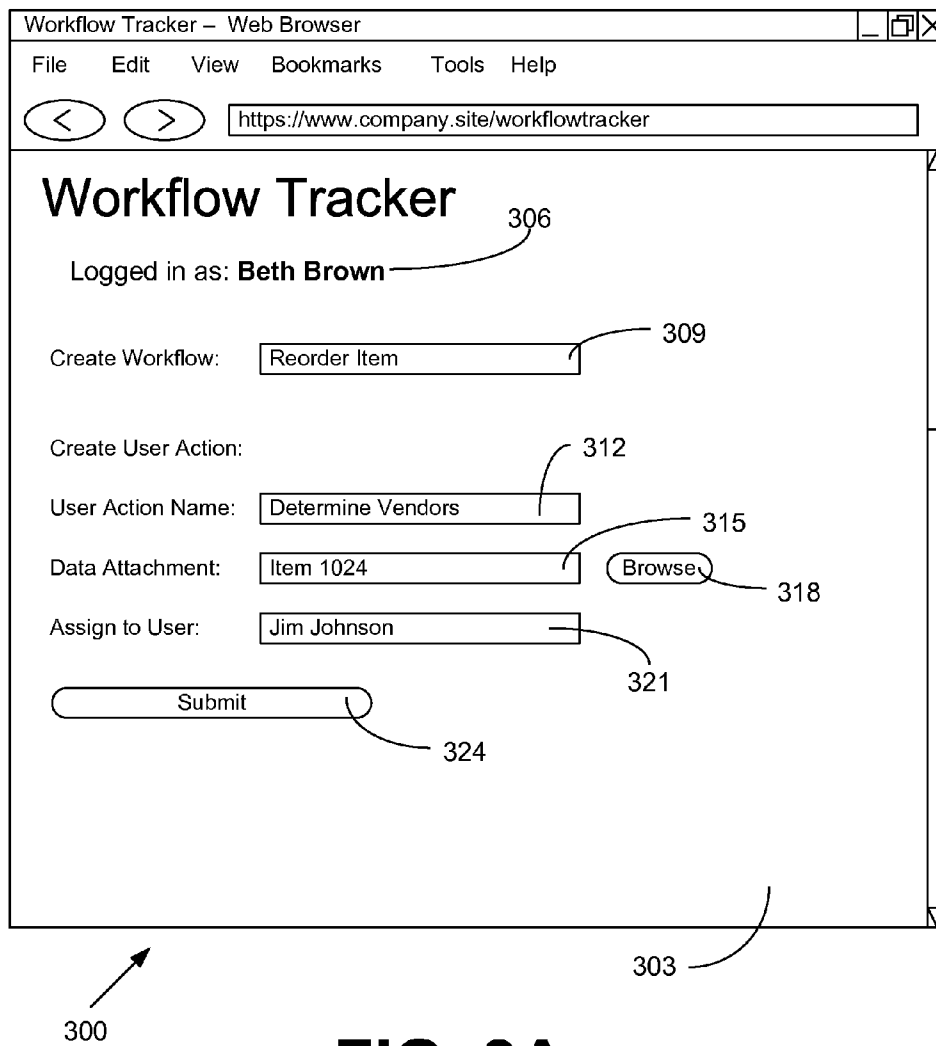 Workflow Tracker – Web Browser
File Edit View Bookmarks Tools Help
< > https://www.company.site/workflowtracker
Workflow Tracker
306
Logged in as: Beth Brown
309
Create Workflow: Reorder Item
Create User Action: 312
User Action Name: Determine Vendors
315
Data Attachment: Item 1024 Browse
318
Assign to User: Jim Johnson
321
Submit
324
303
300